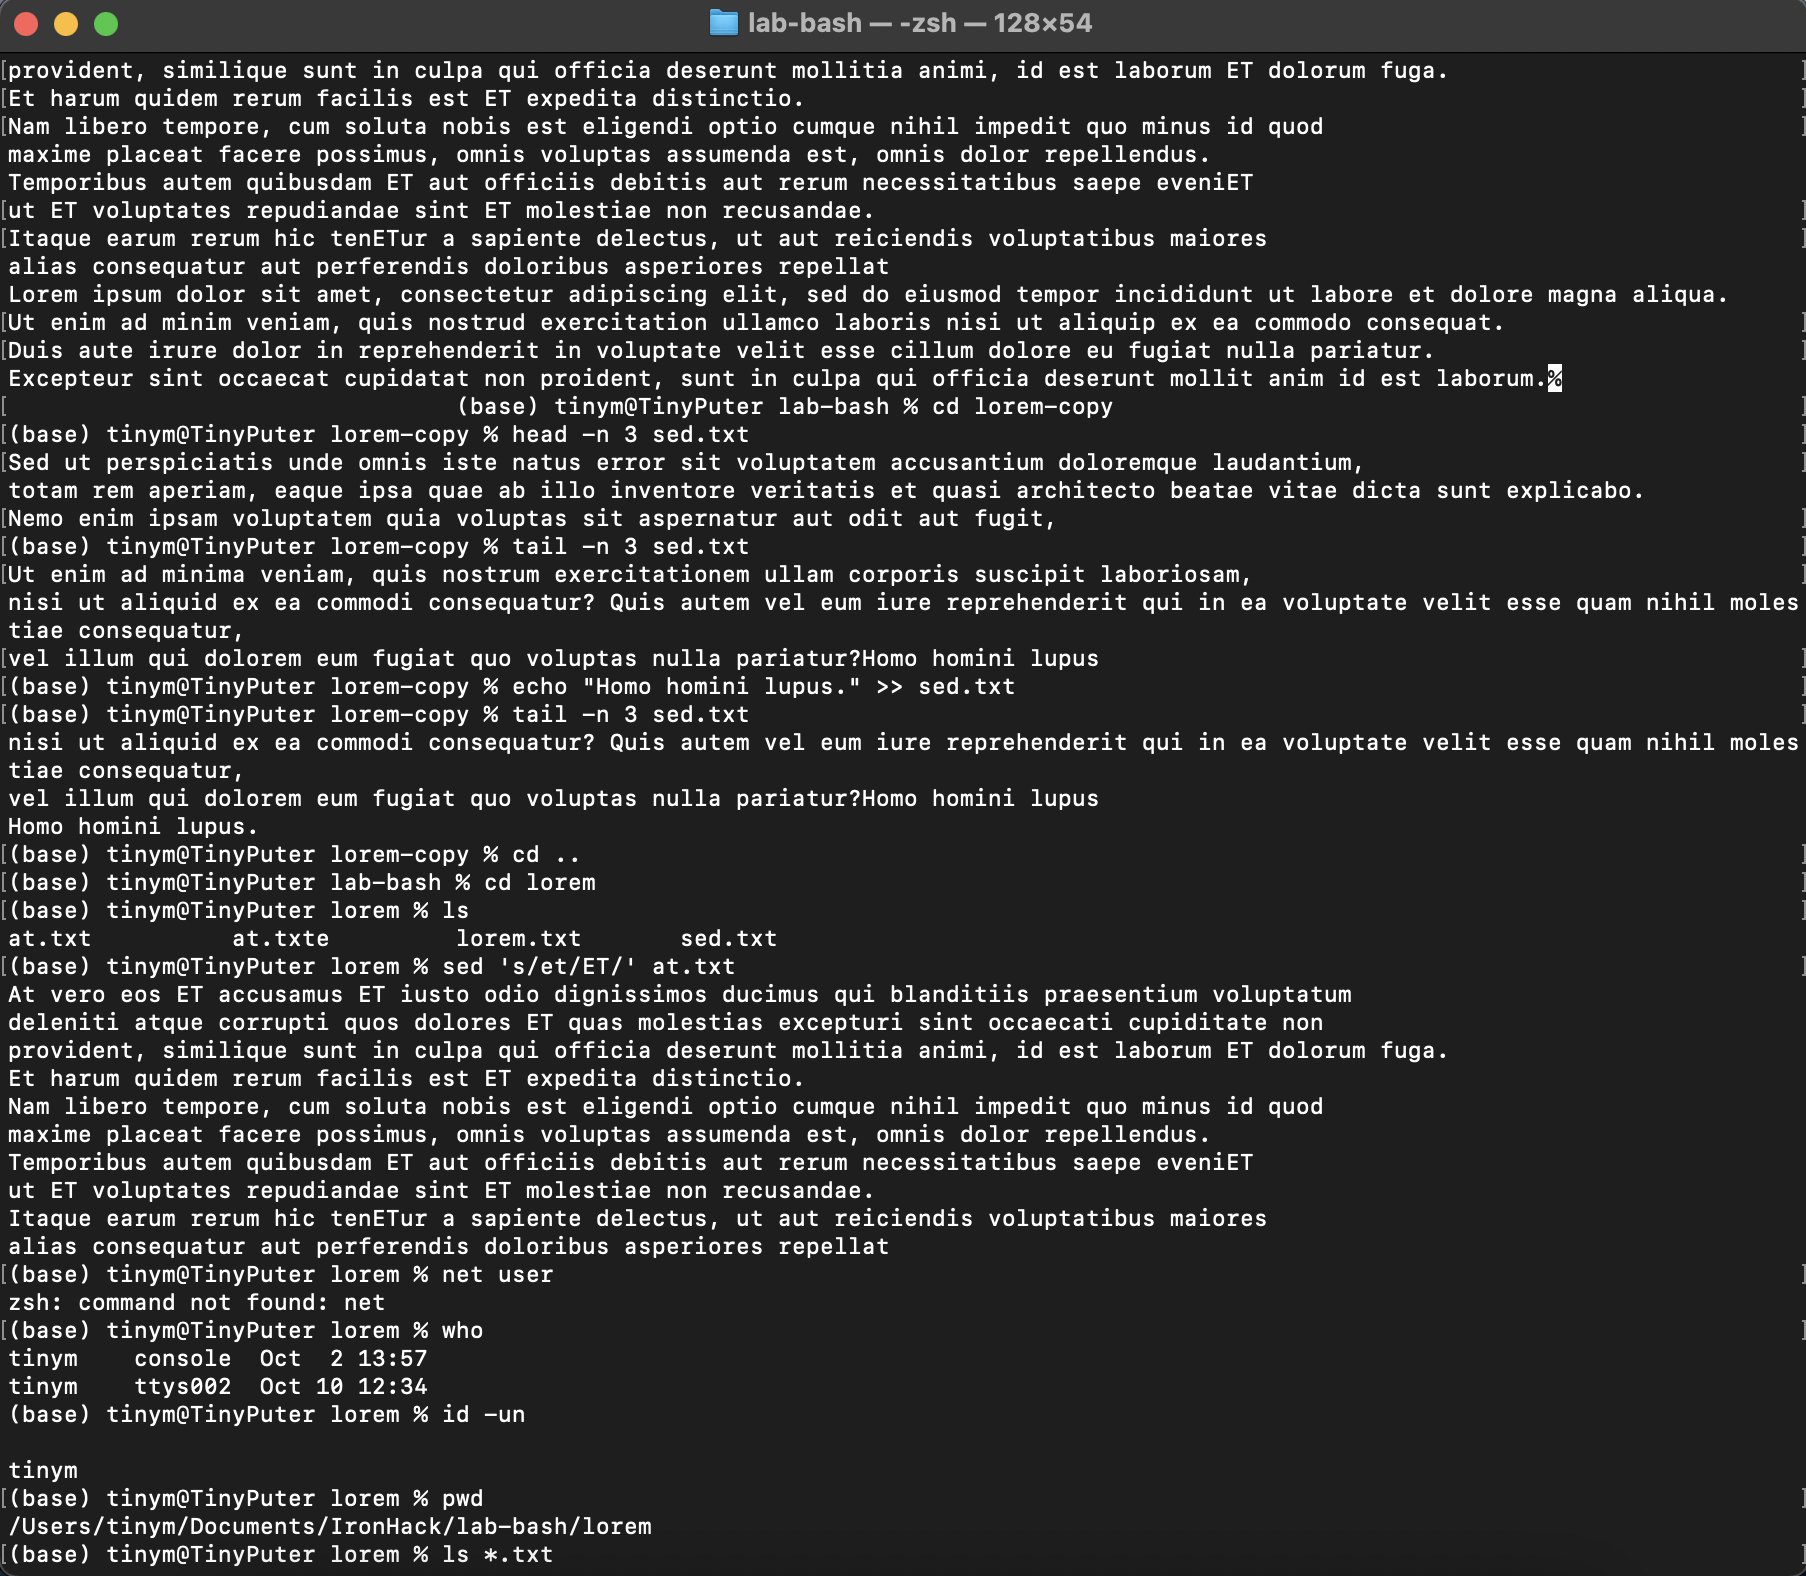 lab-bash — -zsh — 128×54
provident, similique sunt in culpa qui officia deserunt mollitia animi, id est laborum ET dolorum fuga.
Et harum quidem rerum facilis est ET expedita distinctio.
Nam libero tempore, cum soluta nobis est eligendi optio cumque nihil impedit quo minus id quod
maxime placeat facere possimus, omnis voluptas assumenda est, omnis dolor repellendus.
Temporibus autem quibusdam ET aut officiis debitis aut rerum necessitatibus saepe eveniET
ut ET voluptates repudiandae sint ET molestiae non recusandae.
Itaque earum rerum hic tenETur a sapiente delectus, ut aut reiciendis voluptatibus maiores
alias consequatur aut perferendis doloribus asperiores repellat
Lorem ipsum dolor sit amet, consectetur adipiscing elit, sed do eiusmod tempor incididunt ut labore et dolore magna aliqua.
Ut enim ad minim veniam, quis nostrud exercitation ullamco laboris nisi ut aliquip ex ea commodo consequat.
Duis aute irure dolor in reprehenderit in voluptate velit esse cillum dolore eu fugiat nulla pariatur.
Excepteur sint occaecat cupidatat non proident, sunt in culpa qui officia deserunt mollit anim id est laborum.%
(base) tinym@TinyPuter lab-bash % cd lorem-copy
(base) tinym@TinyPuter lorem-copy % head -n 3 sed.txt
Sed ut perspiciatis unde omnis iste natus error sit voluptatem accusantium doloremque laudantium,
totam rem aperiam, eaque ipsa quae ab illo inventore veritatis et quasi architecto beatae vitae dicta sunt explicabo.
Nemo enim ipsam voluptatem quia voluptas sit aspernatur aut odit aut fugit,
(base) tinym@TinyPuter lorem-copy % tail -n 3 sed.txt
Ut enim ad minima veniam, quis nostrum exercitationem ullam corporis suscipit laboriosam,
nisi ut aliquid ex ea commodi consequatur? Quis autem vel eum iure reprehenderit qui in ea voluptate velit esse quam nihil moles
tiae consequatur,
vel illum qui dolorem eum fugiat quo voluptas nulla pariatur?Homo homini lupus
(base) tinym@TinyPuter lorem-copy % echo "Homo homini lupus." >> sed.txt
(base) tinym@TinyPuter lorem-copy % tail -n 3 sed.txt
nisi ut aliquid ex ea commodi consequatur? Quis autem vel eum iure reprehenderit qui in ea voluptate velit esse quam nihil moles
tiae consequatur,
vel illum qui dolorem eum fugiat quo voluptas nulla pariatur?Homo homini lupus
Homo homini lupus.
(base) tinym@TinyPuter lorem-copy % cd ..
(base) tinym@TinyPuter lab-bash % cd lorem
(base) tinym@TinyPuter lorem % ls
at.txt at.txte lorem.txt sed.txt
(base) tinym@TinyPuter lorem % sed 's/et/ET/' at.txt
At vero eos ET accusamus ET iusto odio dignissimos ducimus qui blanditiis praesentium voluptatum
deleniti atque corrupti quos dolores ET quas molestias excepturi sint occaecati cupiditate non
provident, similique sunt in culpa qui officia deserunt mollitia animi, id est laborum ET dolorum fuga.
Et harum quidem rerum facilis est ET expedita distinctio.
Nam libero tempore, cum soluta nobis est eligendi optio cumque nihil impedit quo minus id quod
maxime placeat facere possimus, omnis voluptas assumenda est, omnis dolor repellendus.
Temporibus autem quibusdam ET aut officiis debitis aut rerum necessitatibus saepe eveniET
ut ET voluptates repudiandae sint ET molestiae non recusandae.
Itaque earum rerum hic tenETur a sapiente delectus, ut aut reiciendis voluptatibus maiores
alias consequatur aut perferendis doloribus asperiores repellat
(base) tinym@TinyPuter lorem % net user
zsh: command not found: net
(base) tinym@TinyPuter lorem % who
tinym console Oct 2 13:57
tinym ttys002 Oct 10 12:34
(base) tinym@TinyPuter lorem % id -un
tinym
(base) tinym@TinyPuter lorem % pwd
/Users/tinym/Documents/IronHack/lab-bash/lorem
(base) tinym@TinyPuter lorem % ls *.txt